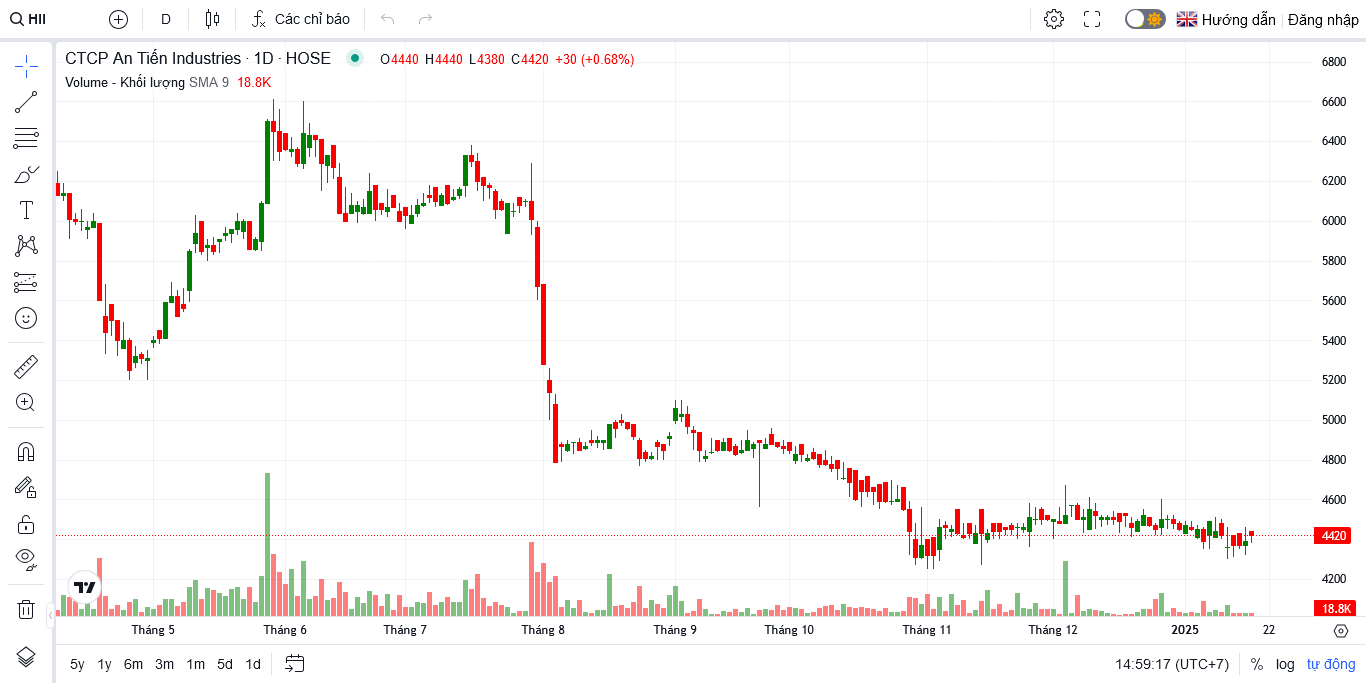 HII D Các chỉ báo Hướng dẫn Đăng nhập
CTCP An Tiến Industries · 1D · HOSE O4440 H4440 L4380 C4420 +30 (+0.68%)
Volume - Khối lượng SMA 9 18.8K
6800
6600
6400
6200
6000
5800
5600
5400
5200
5000
4800
4600
4420
4200
18.8K
Tháng 5 Tháng 6 Tháng 7 Tháng 8 Tháng 9 Tháng 10 Tháng 11 Tháng 12 2025 22
5y 1y 6m 3m 1m 5d 1d 14:59:17 (UTC+7) % log tự động